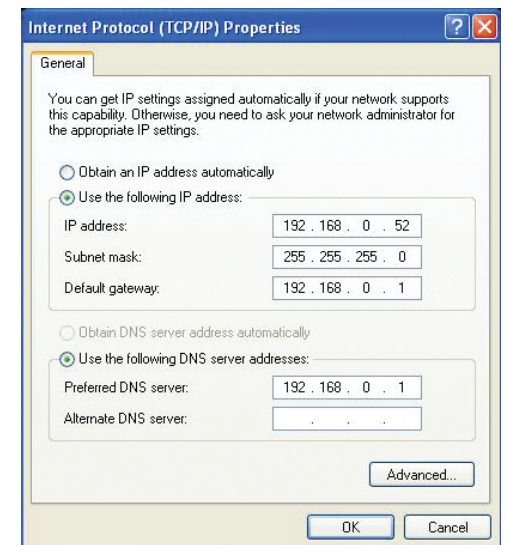 Internet Protocol (TCP/IP) Properties
General
You can get IP settings assigned automatically if your network supports
this capability. Otherwise, you need to ask your network administrator for
the appropriate IP settings.
Obtain an IP address automatically
Use the following IP address:
IP address: 192 . 168 . 0 . 52
Subnet mask: 255 . 255 . 255 . 0
Default gateway: 192 . 168 . 0 . 1
Obtain DNS server address automatically
Use the following DNS server addresses:
Preferred DNS server: 192 . 168 . 0 . 1
Alternate DNS server: . . .
Advanced...
OK Cancel